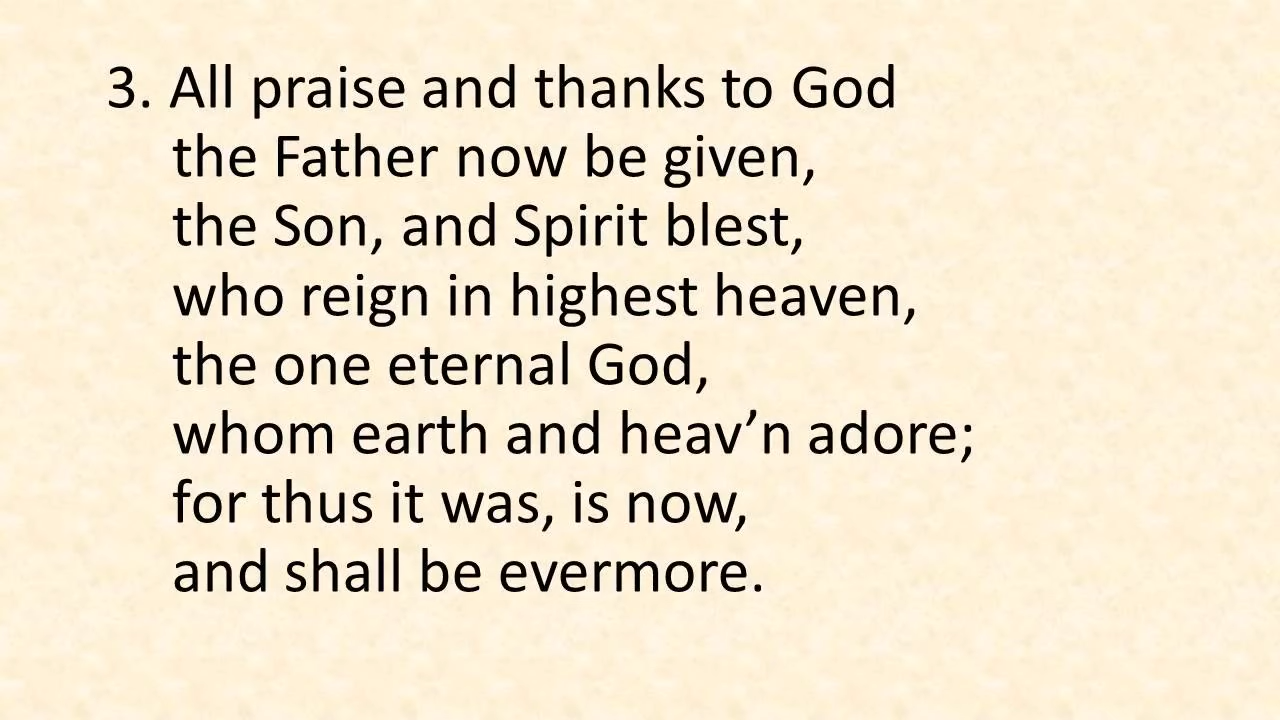 3. All praise and thanks to God
the Father now be given,
the Son, and Spirit blest,
who reign in highest heaven,
the one eternal God,
whom earth and heav’n adore;
for thus it was, is now,
and shall be evermore.